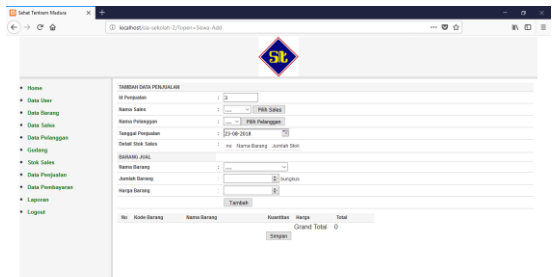 Sehat Tentrem Madura
localhost/sia-sekolah-2/?open=Sewa-Add
St
Home
Data User
Data Barang
Data Sales
Data Pelanggan
Gudang
Stok Sales
Data Penjualan
Data Pembayaran
Laporan
Logout
TAMBAH DATA PENJUALAN
Id Penjualan : 3
Nama Sales : .... Pilih Sales
Nama Pelanggan : .... Pilih Pelanggan
Tanggal Penjualan : 23-08-2018
Detail Stok Sales : no Nama Barang Jumlah Stok
BARANG JUAL
Nama Barang : ....
Jumlah Barang : bungkus
Harga Barang :
Tambah
No Kode Barang Nama Barang Kuantitas Harga Total
Grand Total 0
Simpan